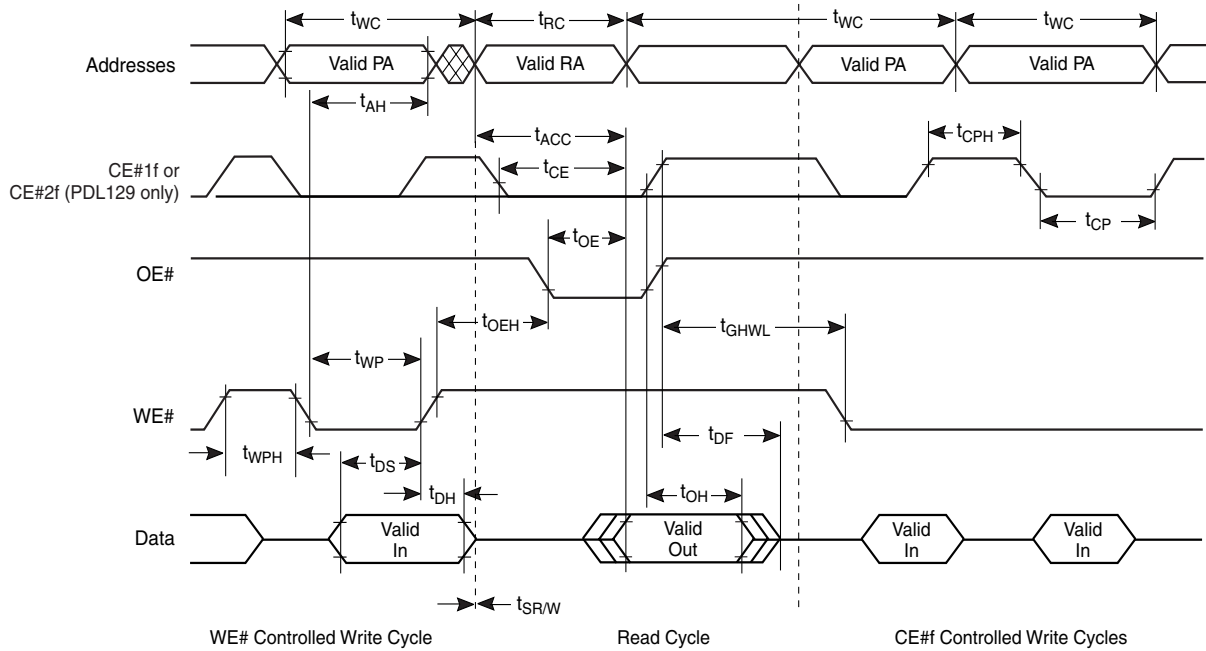 tWC
tRC
tWC
tWC
Addresses
Valid PA
Valid RA
Valid PA
Valid PA
tAH
tACC
tCPH
CE#1f or
CE#2f (PDL129 only)
tCE
tCP
tOE
OE#
tOEH
tGHWL
tWP
WE#
tWPH
tDS
tDF
tDH
tOH
Data
Valid
In
Valid
Out
Valid
In
Valid
In
tSR/W
WE# Controlled Write Cycle
Read Cycle
CE#f Controlled Write Cycles